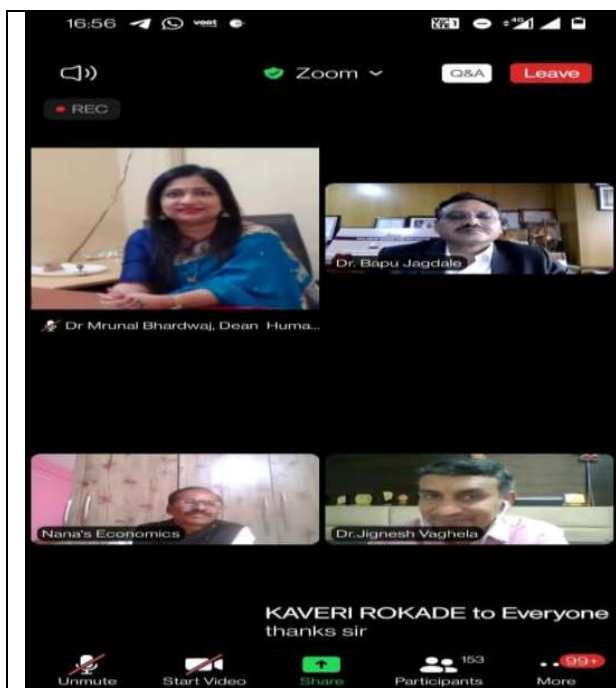 16:56 voot
Zoom Q&A Leave
REC
Dr. Bapu Jagdale
Dr Mrunal Bhardwaj, Dean Huma...
Nana's Economics
Dr.Jignesh Vaghela
KAVERI ROKADE to Everyone
thanks sir
153 99+
Unmute Start Video Share Participants More